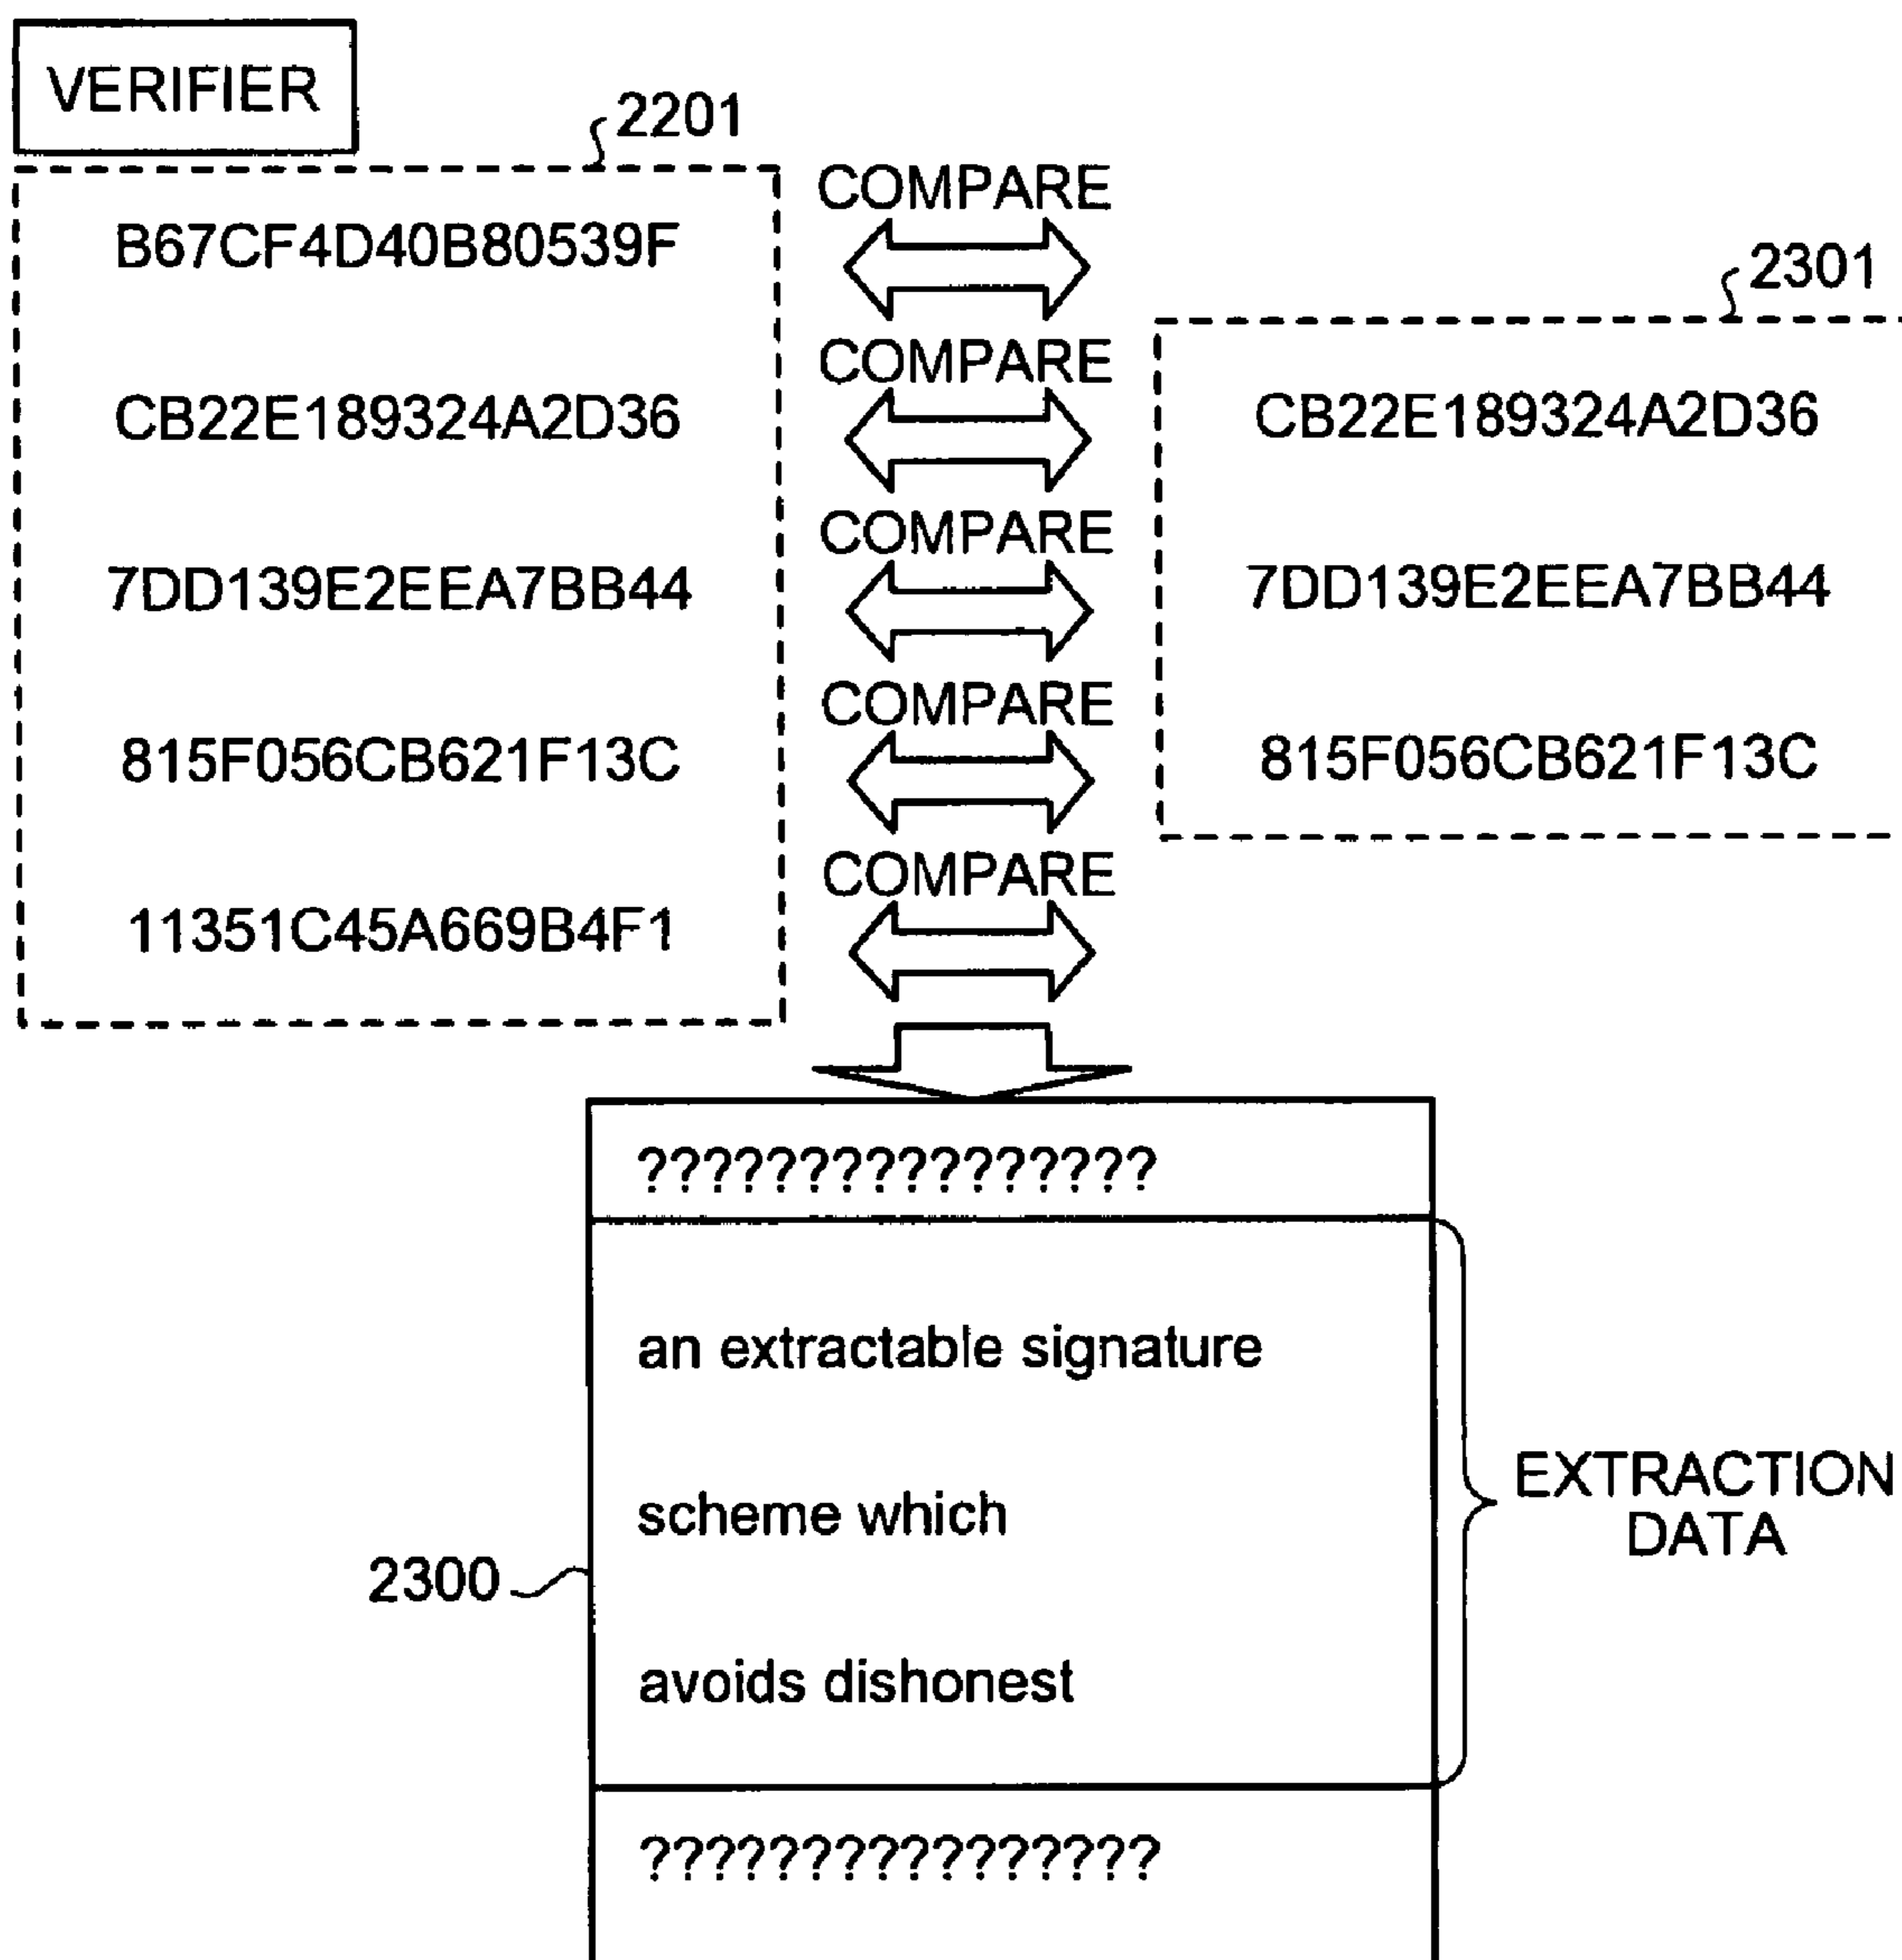 VERIFIER
2201
B67CF4D40B80539F
COMPARE
2301
COMPARE
CB22E189324A2D36
CB22E189324A2D36
COMPARE
7DD139E2EEA7BB44
7DD139E2EEA7BB44
COMPARE
815F056CB621F13C
815F056CB621F13C
COMPARE
11351C45A669B4F1
????????????????
an extractable signature
scheme which
avoids dishonest
EXTRACTION
DATA
2300
????????????????